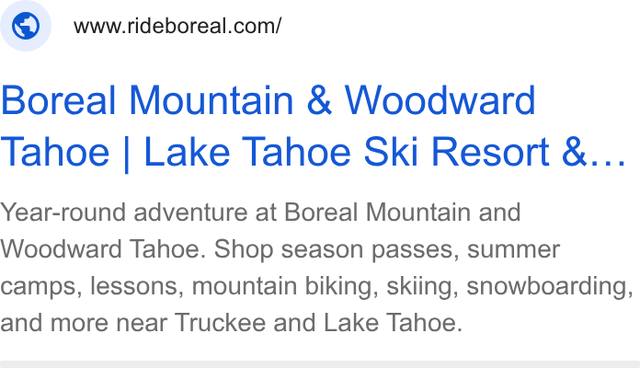 www.rideboreal.com/
Boreal Mountain & Woodward
Tahoe | Lake Tahoe Ski Resort &...
Year-round adventure at Boreal Mountain and
Woodward Tahoe. Shop season passes, summer
camps, lessons, mountain biking, skiing, snowboarding,
and more near Truckee and Lake Tahoe.